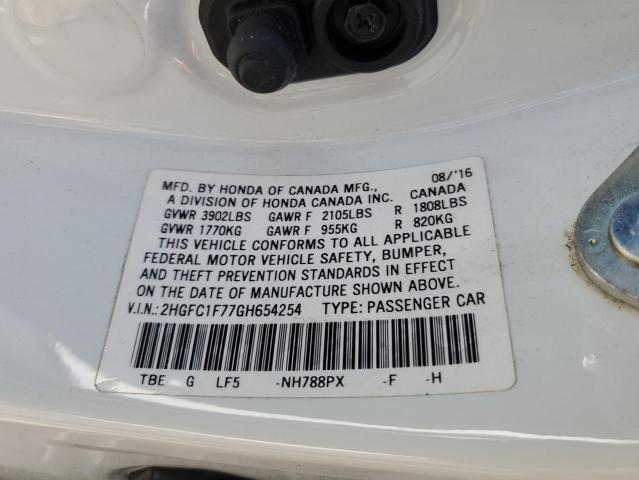 MFD. BY HONDA OF CANADA MFG., 08/'16
A DIVISION OF HONDA CANADA INC. CANADA
GVWR 3902LBS GAWR F 2105LBS R 1808LBS
GVWR 1770KG GAWR F 955KG R 820KG
THIS VEHICLE CONFORMS TO ALL APPLICABLE
FEDERAL MOTOR VEHICLE SAFETY, BUMPER,
AND THEFT PREVENTION STANDARDS IN EFFECT
ON THE DATE OF MANUFACTURE SHOWN ABOVE.
V.I.N.: 2HGFC1F77GH654254 TYPE: PASSENGER CAR
TBE G LF5 -NH788PX -F -H